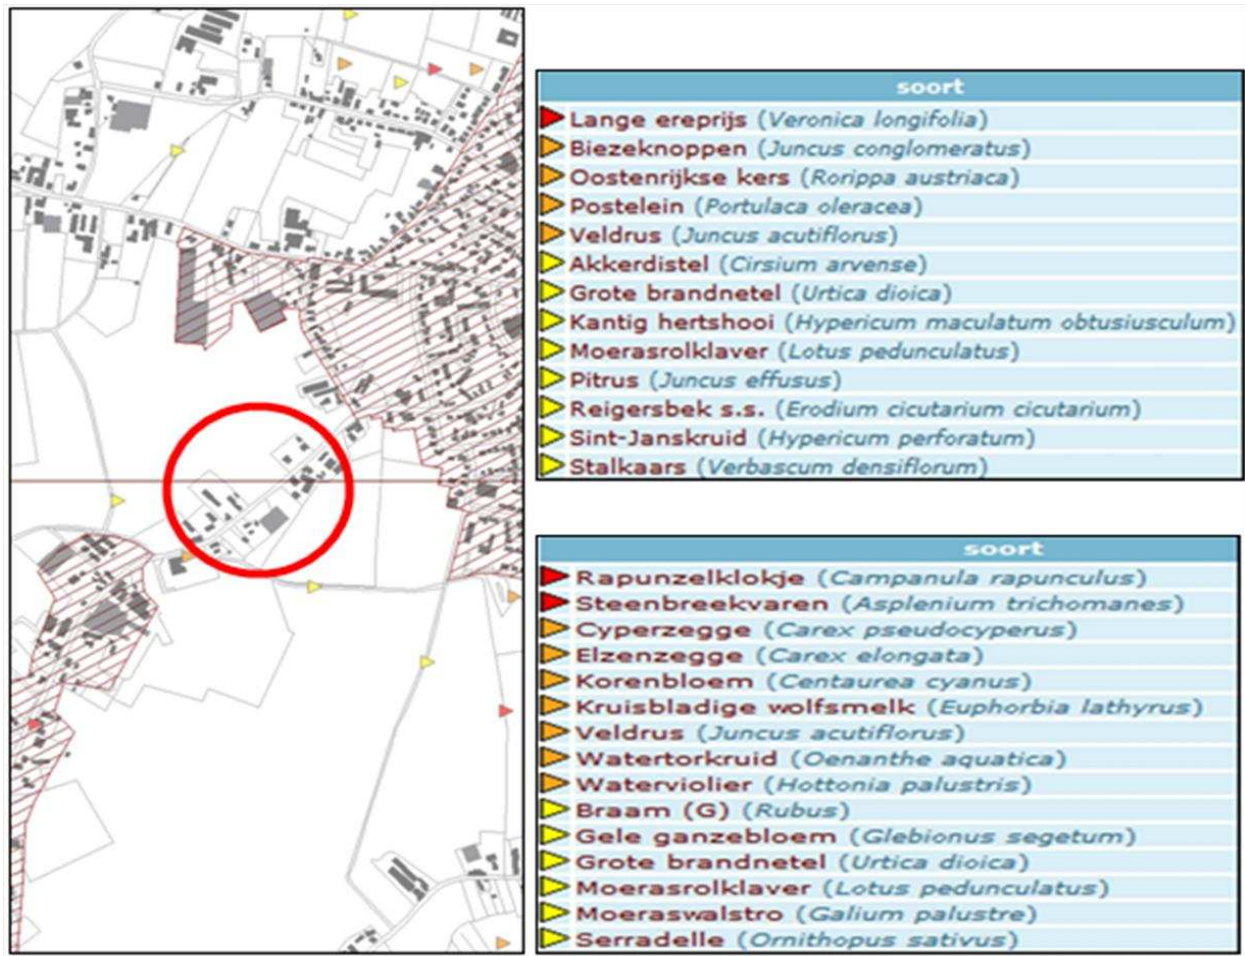 soort
Lange ereprijs (Veronica longifolia)
Biezeknoppen (Juncus conglomeratus)
Oostenrijkse kers (Rorippa austriaca)
Postelein (Portulaca oleracea)
Veldrus (Juncus acutiflorus)
Akkerdistel (Cirsium arvense)
Grote brandnetel (Urtica dioica)
Kantig hertshooi (Hypericum maculatum obtusiusculum)
Moerasrolklaver (Lotus pedunculatus)
Pitrus (Juncus effusus)
Reigersbek s.s. (Erodium cicutarium cicutarium)
Sint-Janskruid (Hypericum perforatum)
Stalkaars (Verbascum densiflorum)
soort
Rapunzelklokje (Campanula rapunculus)
Steenbreekvaren (Asplenium trichomanes)
Cyperzegge (Carex pseudocyperus)
Elzenzegge (Carex elongata)
Korenbloem (Centaurea cyanus)
Kruisbladige wolfsmelk (Euphorbia lathyrus)
Veldrus (Juncus acutiflorus)
Watertorkruid (Oenanthe aquatica)
Waterviolier (Hottonia palustris)
Braam (G) (Rubus)
Gele ganzebloem (Glebionus segetum)
Grote brandnetel (Urtica dioica)
Moerasrolklaver (Lotus pedunculatus)
Moeraswalstro (Galium palustre)
Serradelle (Ornithopus sativus)